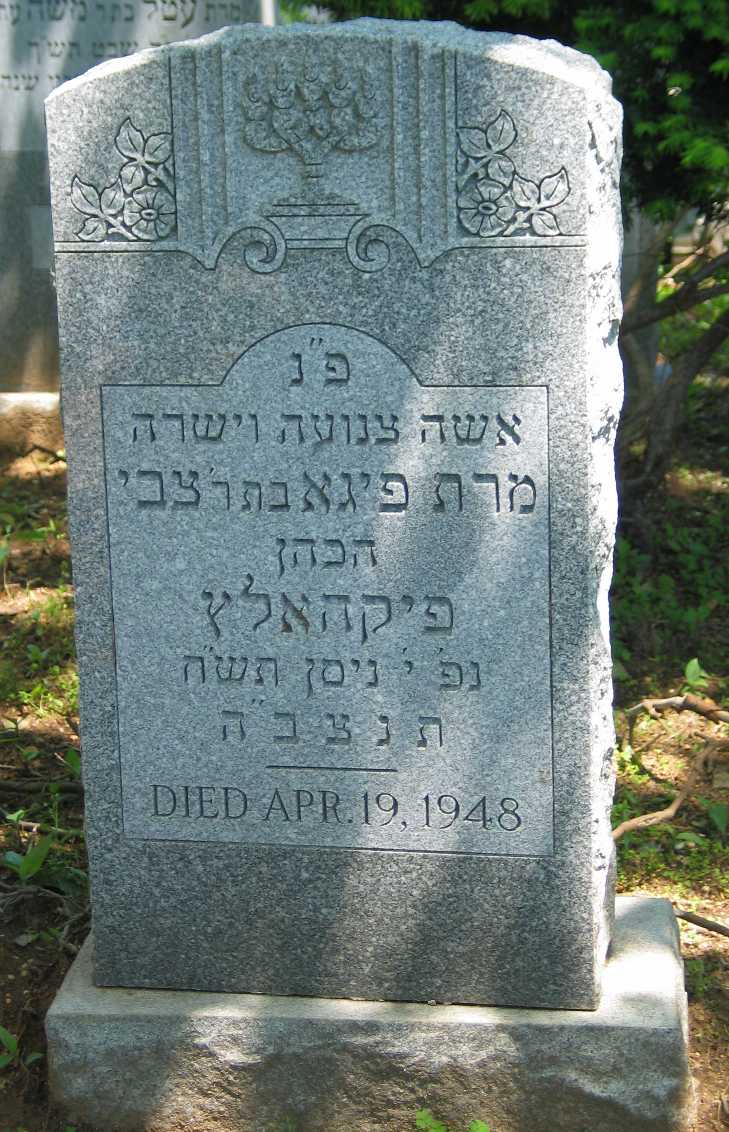 פ״נ
אשה צנועה וישרה
מרת פיגא בת ר׳ צבי
הכהן
פיקהאלץ
נפ׳ י׳ ניסן תש״ח
ת נ צ ב ״ה
DIED APR. 19, 1948